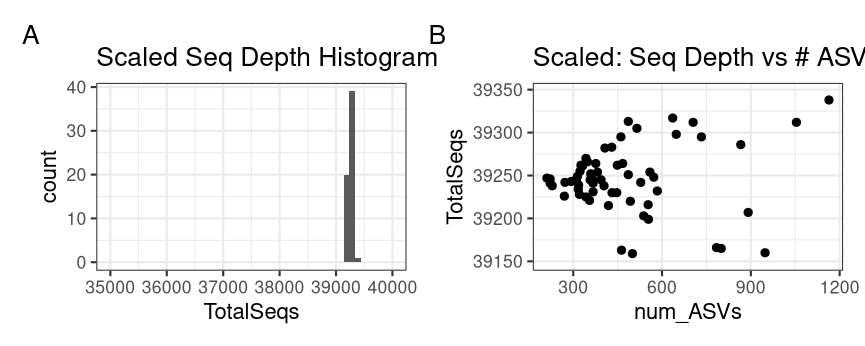 A
Scaled Seq Depth Histogram
40
30
20
10
0
count
35000 36000 37000 38000 39000 40000
TotalSeqs
B
Scaled: Seq Depth vs # ASV
39350
39300
39250
39200
39150
TotalSeqs
300 600 900 1200
num_ASVs